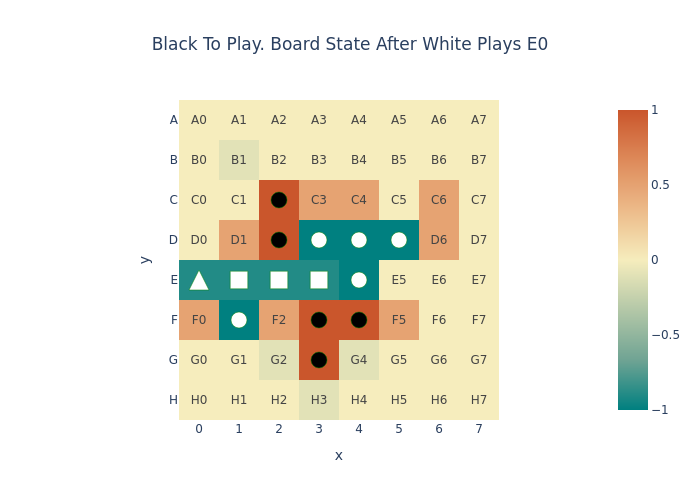 Black To Play. Board State After White Plays E0
A A0 A1 A2 A3 A4 A5 A6 A7
B B0 B1 B2 B3 B4 B5 B6 B7
C C0 C1 C3 C4 C5 C6 C7
D D0 D1 D6 D7
E E5 E6 E7
F F0 F2 F5 F6 F7
G G0 G1 G2 G4 G5 G6 G7
H H0 H1 H2 H3 H4 H5 H6 H7
0 1 2 3 4 5 6 7
x
y
1
0.5
0
−0.5
−1